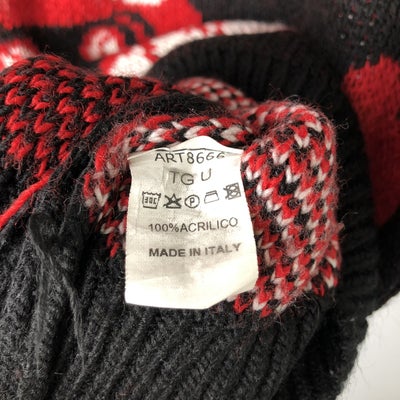 ART8666
TG U
100%ACRILICO
MADE IN ITALY